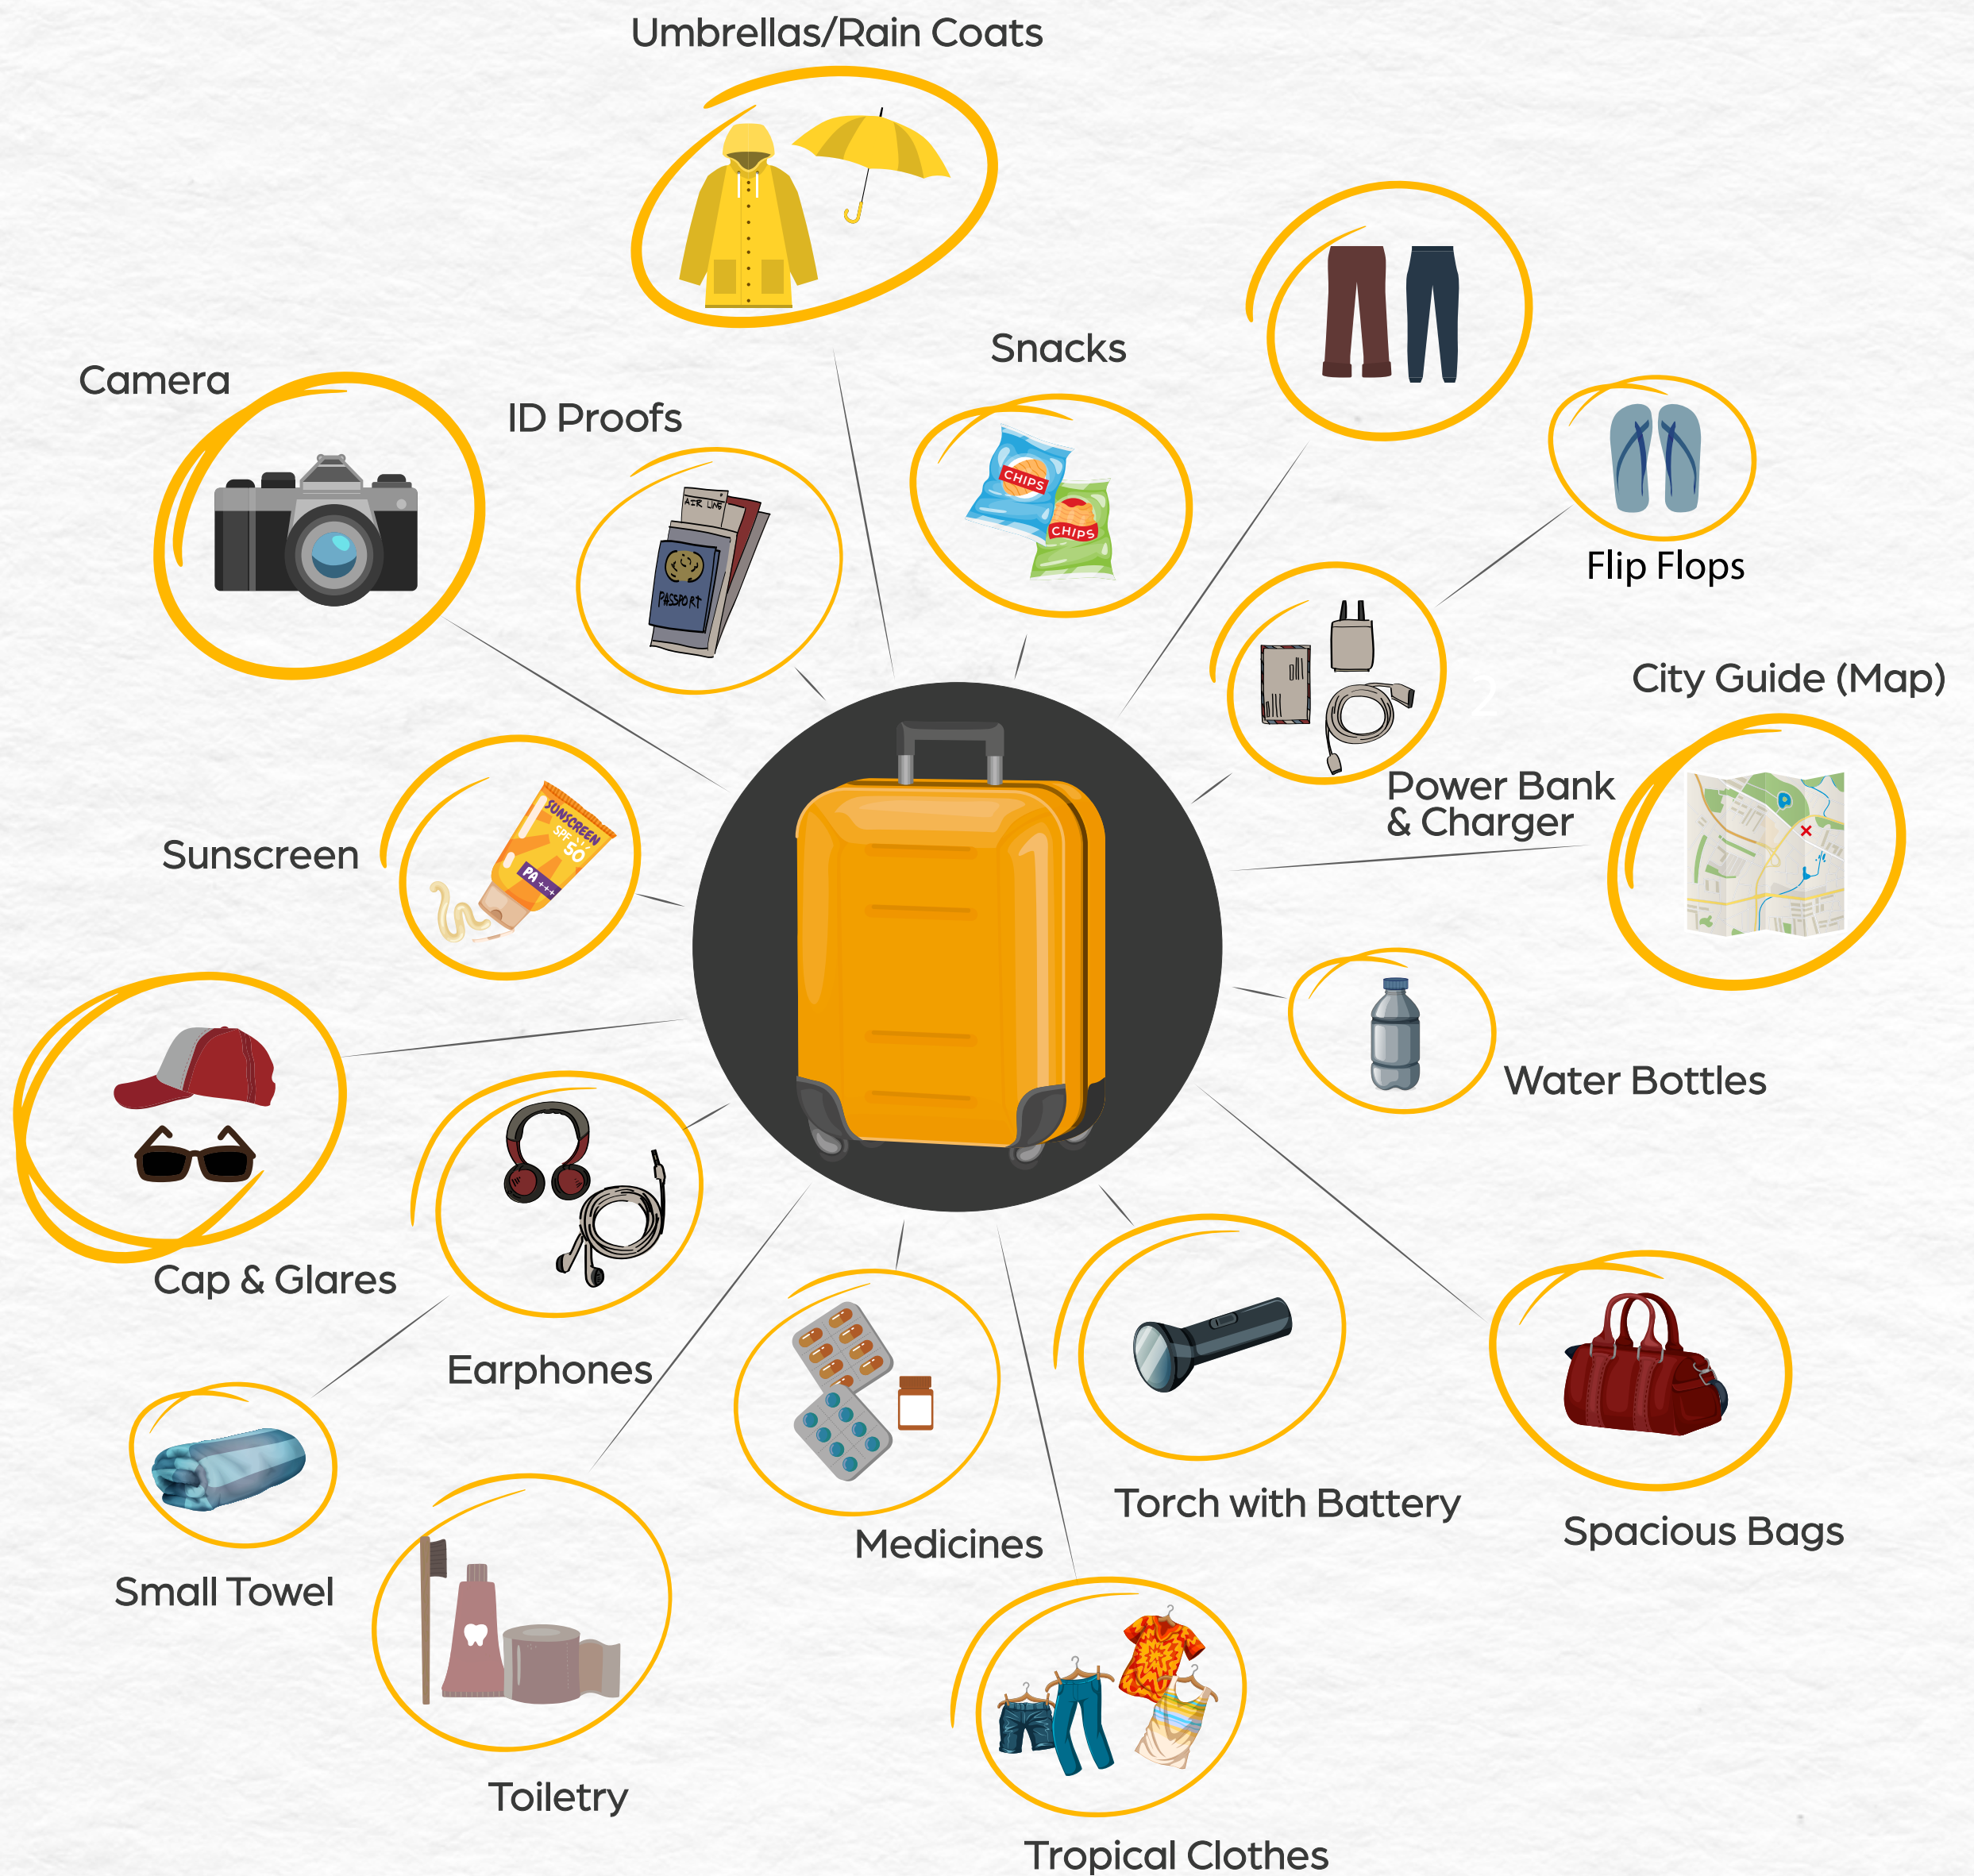 Umbrellas/Rain Coats
Snacks
Camera
ID Proofs
AIR LINE
PASSPORT
CHIPS
CHIPS
Flip Flops
City Guide (Map)
Power Bank
& Charger
Sunscreen
SUNSCREEN
SPF
50
PA +++
Water Bottles
Cap & Glares
Earphones
Small Towel
Medicines
Torch with Battery
Spacious Bags
Toiletry
Tropical Clothes